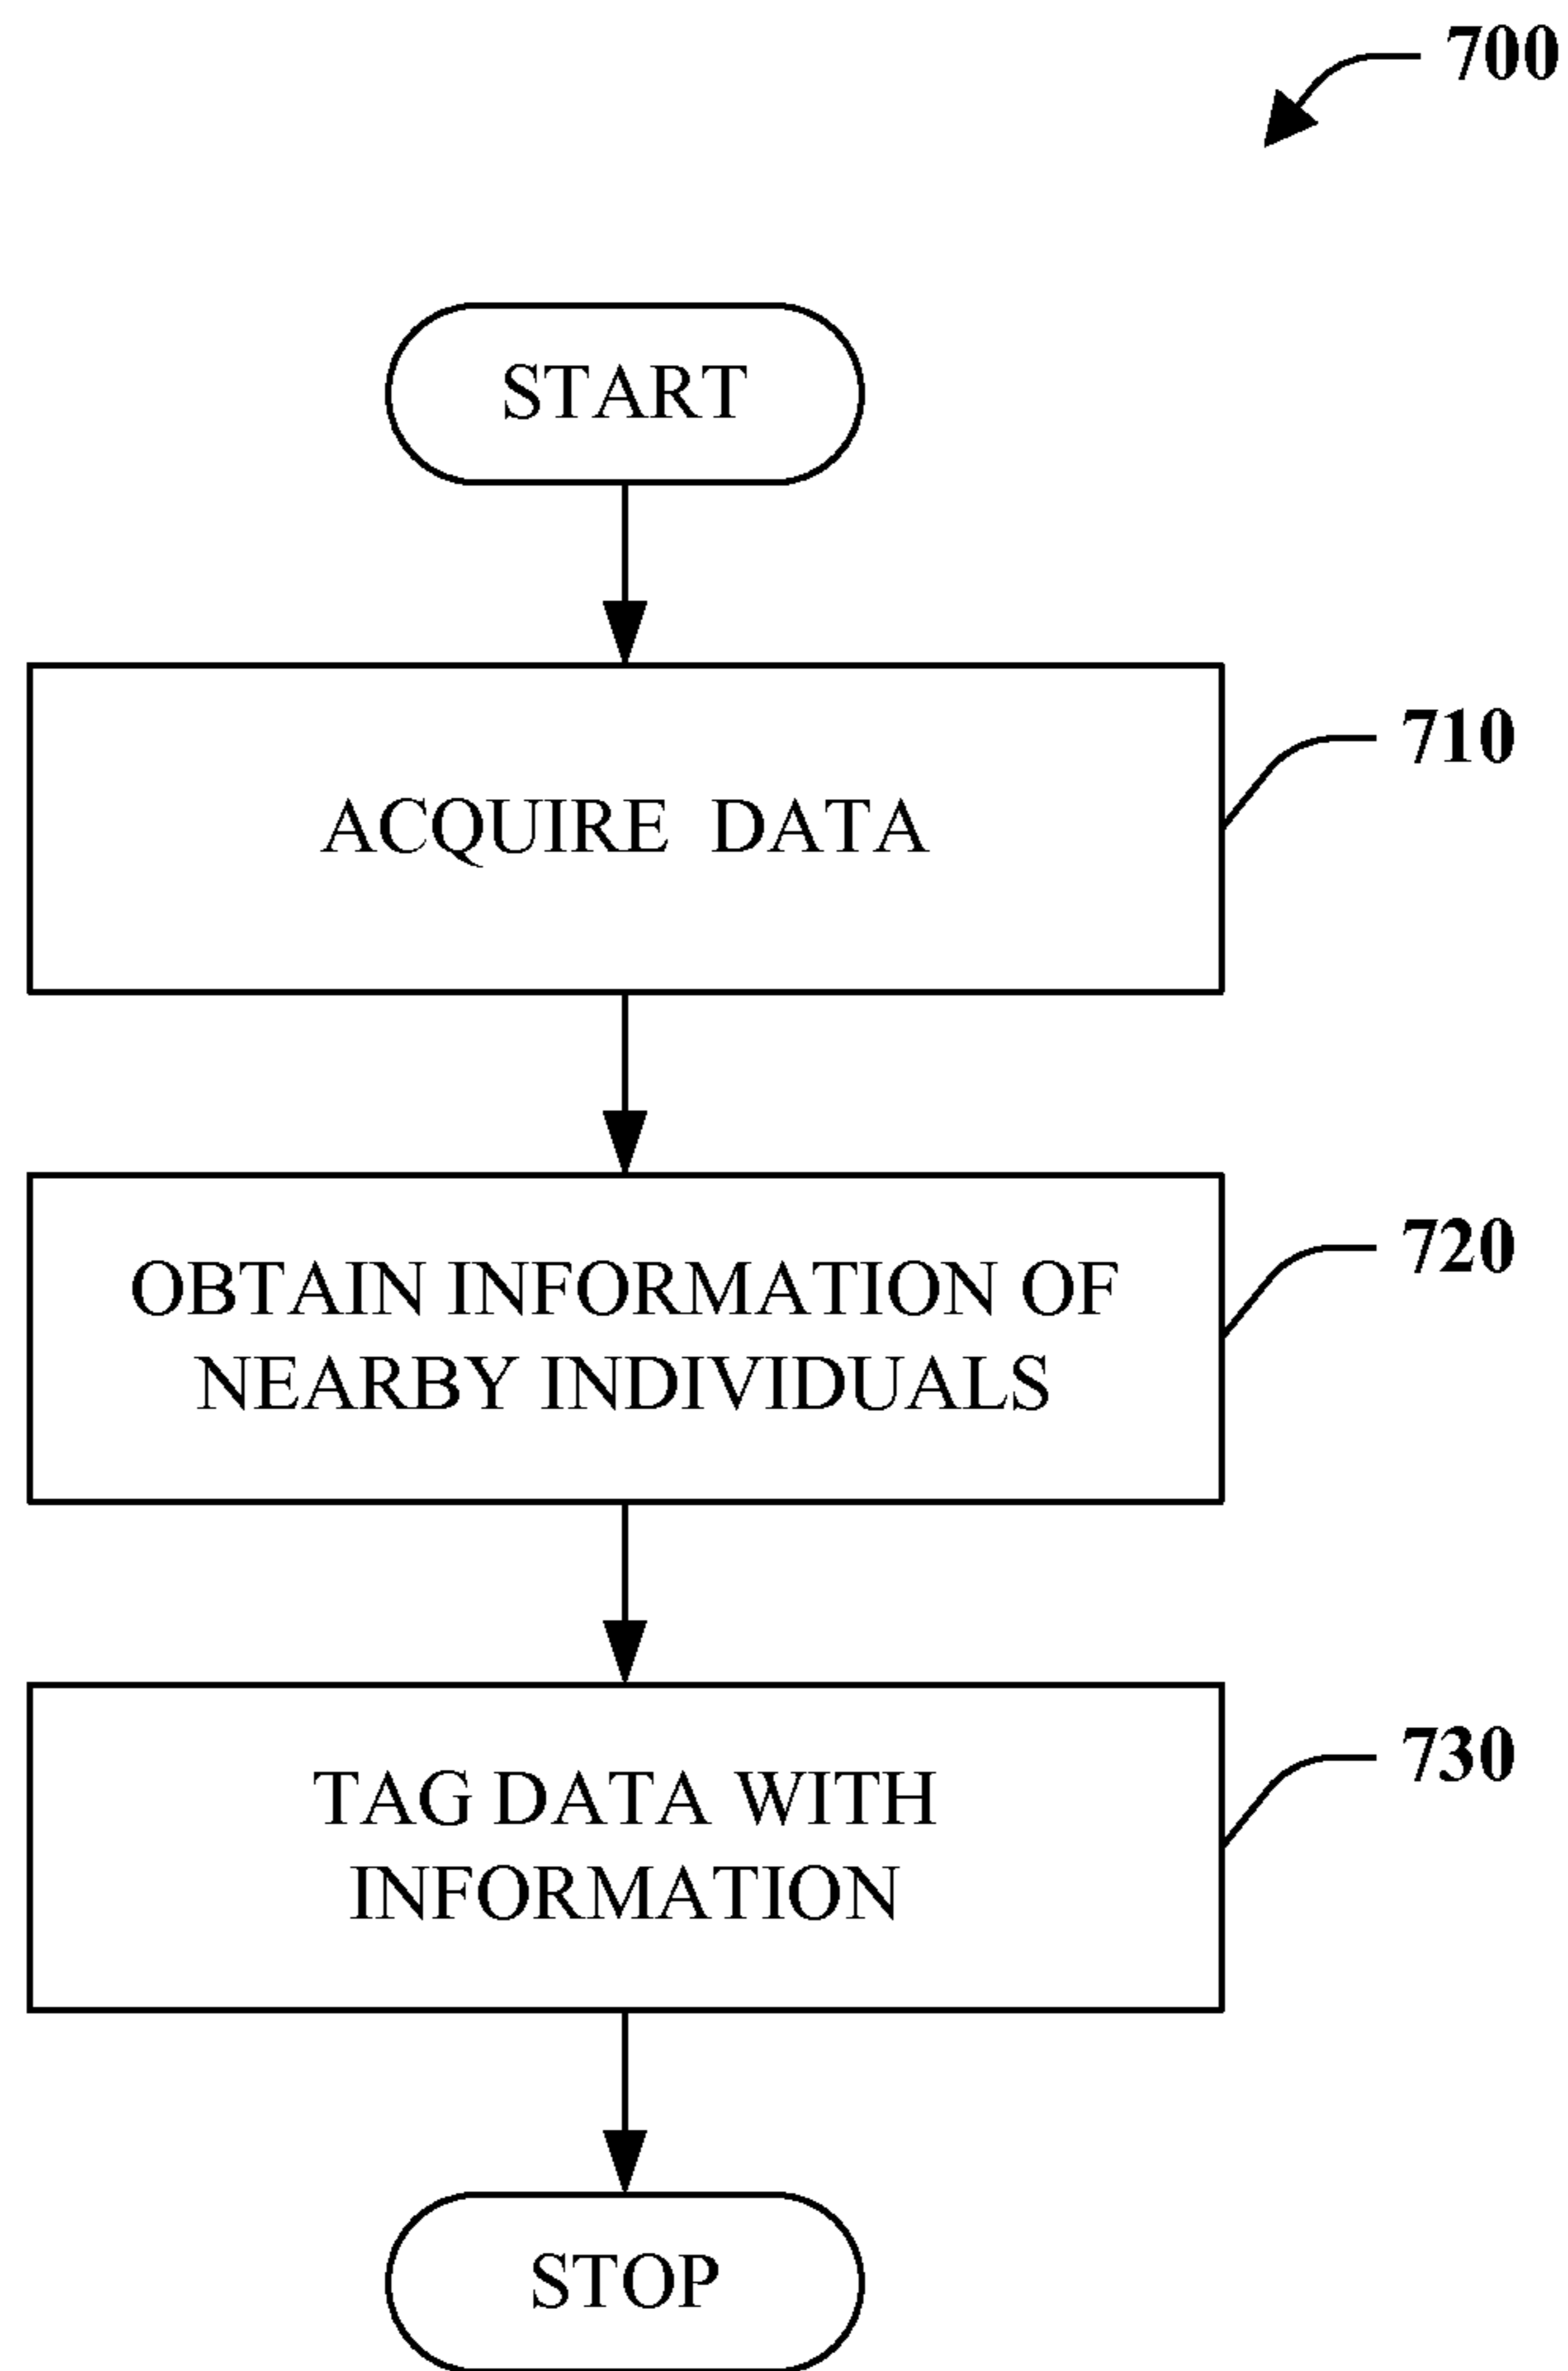 700
START
ACQUIRE DATA
710
OBTAIN INFORMATION OF
NEARBY INDIVIDUALS
720
TAG DATA WITH
INFORMATION
730
STOP